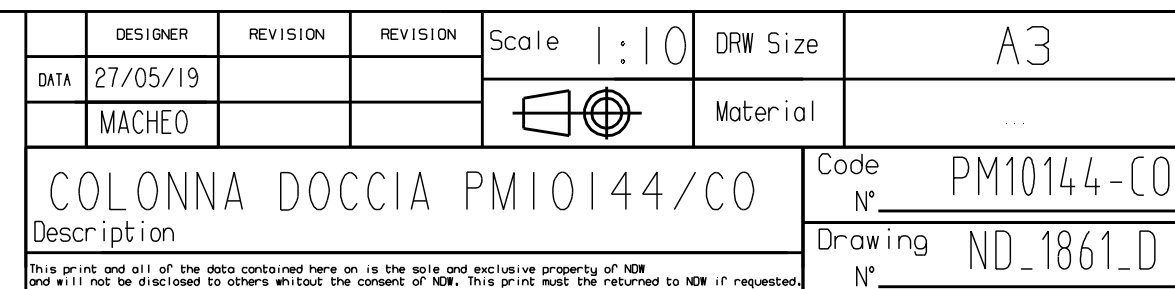 DESIGNER REVISION REVISION Scale 1:10 DRW Size A3
DATA 27/05/19
MACHEO Material ...
COLONNA DOCCIA PM10144/CO
Description
Code N° PM10144-CO
Drawing N° ND_1861_D
This print and all of the data contained here on is the sole and exclusive property of NDW
and will not be disclosed to others whitout the consent of NDW. This print must the returned to NDW if requested.